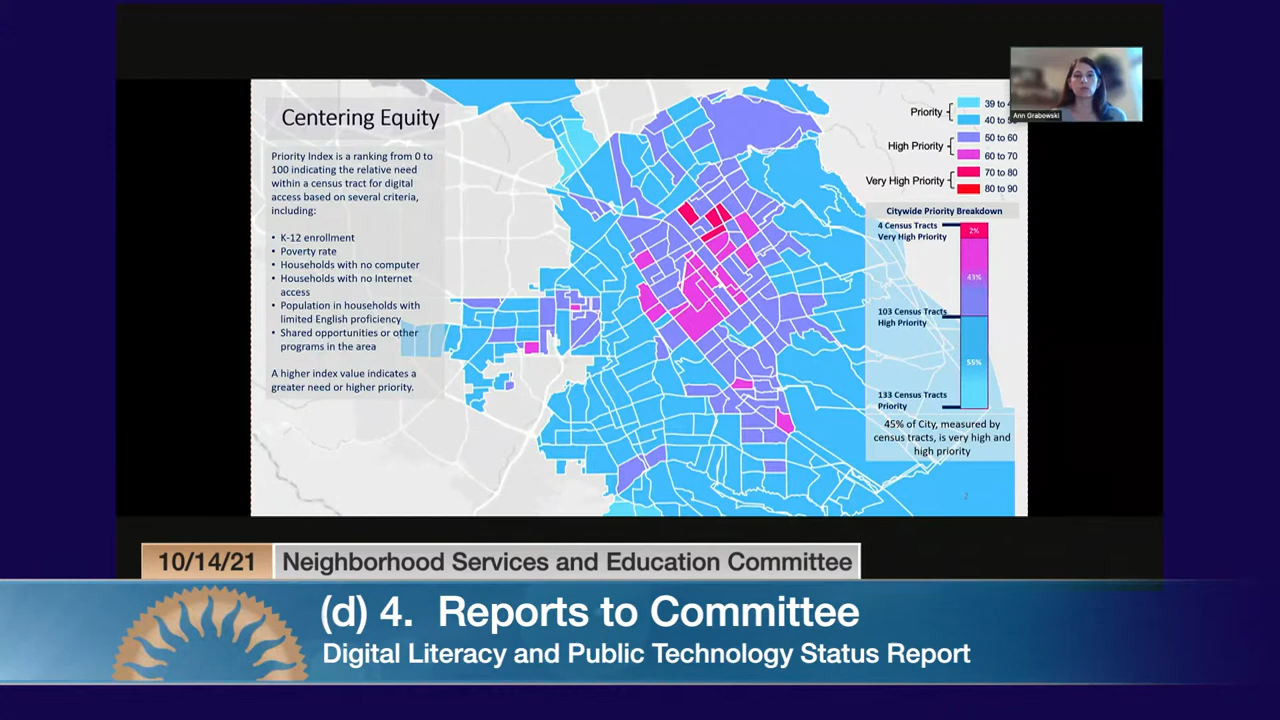 Centering Equity
Priority Index is a ranking from 0 to
100 indicating the relative need
within a census tract for digital
access based on several criteria,
including:
• K-12 enrollment
• Poverty rate
• Households with no computer
• Households with no Internet
access
• Population in households with
limited English proficiency
• Shared opportunities or other
programs in the area
A higher index value indicates a
greater need or higher priority.
Ann Grabowski
Priority
39 to
40 to
High Priority
50 to 60
60 to 70
Very High Priority
70 to 80
80 to 90
Citywide Priority Breakdown
4 Census Tracts
Very High Priority
2%
43%
103 Census Tracts
High Priority
55%
133 Census Tracts
Priority
45% of City, measured by
census tracts, is very high and
high priority
2
10/14/21
Neighborhood Services and Education Committee
(d) 4. Reports to Committee
Digital Literacy and Public Technology Status Report